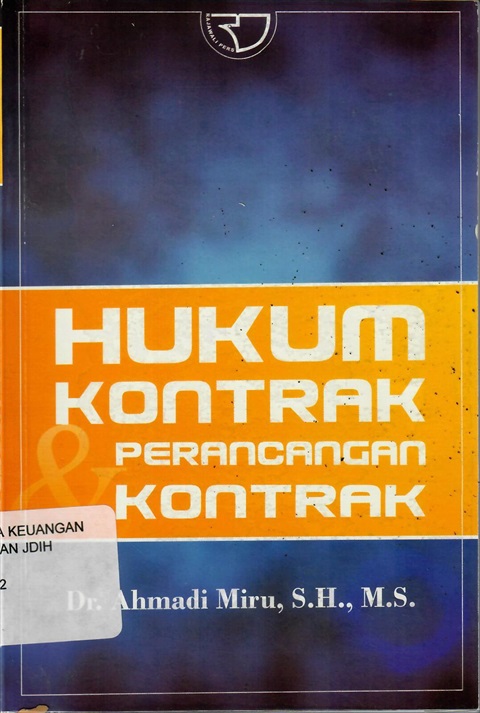 RAJAWALI PERS
HUKUM
KONTRAK
&
PERANCANGAN
KONTRAK
A KEUANGAN
AN JDIH
2
Dr. Ahmadi Miru, S.H., M.S.